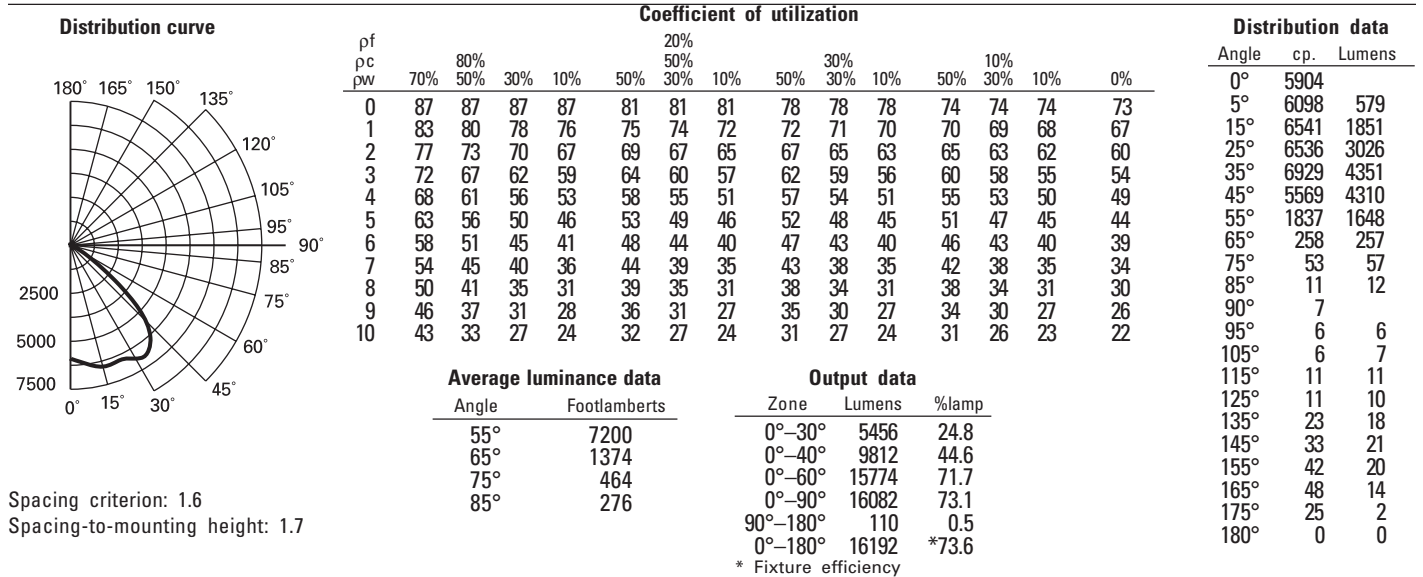 Distribution curve
180° 165° 150° 135° 120° 105° 95° 90° 85° 75° 60° 45° 30° 15° 0°
2500
5000
7500
Spacing criterion: 1.6
Spacing-to-mounting height: 1.7
Coefficient of utilization
ρf 20%
ρc 80% 50% 30% 10%
ρw 70% 50% 30% 10% 50% 30% 10% 50% 30% 10% 50% 30% 10% 0%
0 87 87 87 87 81 81 81 78 78 78 74 74 74 73
1 83 80 78 76 75 74 72 72 71 70 70 69 68 67
2 77 73 70 67 69 67 65 67 65 63 65 63 62 60
3 72 67 62 59 64 60 57 62 59 56 60 58 55 54
4 68 61 56 53 58 55 51 57 54 51 55 53 50 49
5 63 56 50 46 53 49 46 52 48 45 51 47 45 44
6 58 51 45 41 48 44 40 47 43 40 46 43 40 39
7 54 45 40 36 44 39 35 43 38 35 42 38 35 34
8 50 41 35 31 39 35 31 38 34 31 38 34 31 30
9 46 37 31 28 36 31 27 35 30 27 34 30 27 26
10 43 33 27 24 32 27 24 31 27 24 31 26 23 22
Average luminance data
Angle Footlamberts
55° 7200
65° 1374
75° 464
85° 276
Output data
Zone Lumens %lamp
0°–30° 5456 24.8
0°–40° 9812 44.6
0°–60° 15774 71.7
0°–90° 16082 73.1
90°–180° 110 0.5
0°–180° 16192 *73.6
* Fixture efficiency
Distribution data
Angle cp. Lumens
0° 5904
5° 6098 579
15° 6541 1851
25° 6536 3026
35° 6929 4351
45° 5569 4310
55° 1837 1648
65° 258 257
75° 53 57
85° 11 12
90° 7
95° 6 6
105° 6 7
115° 11 11
125° 11 10
135° 23 18
145° 33 21
155° 42 20
165° 48 14
175° 25 2
180° 0 0